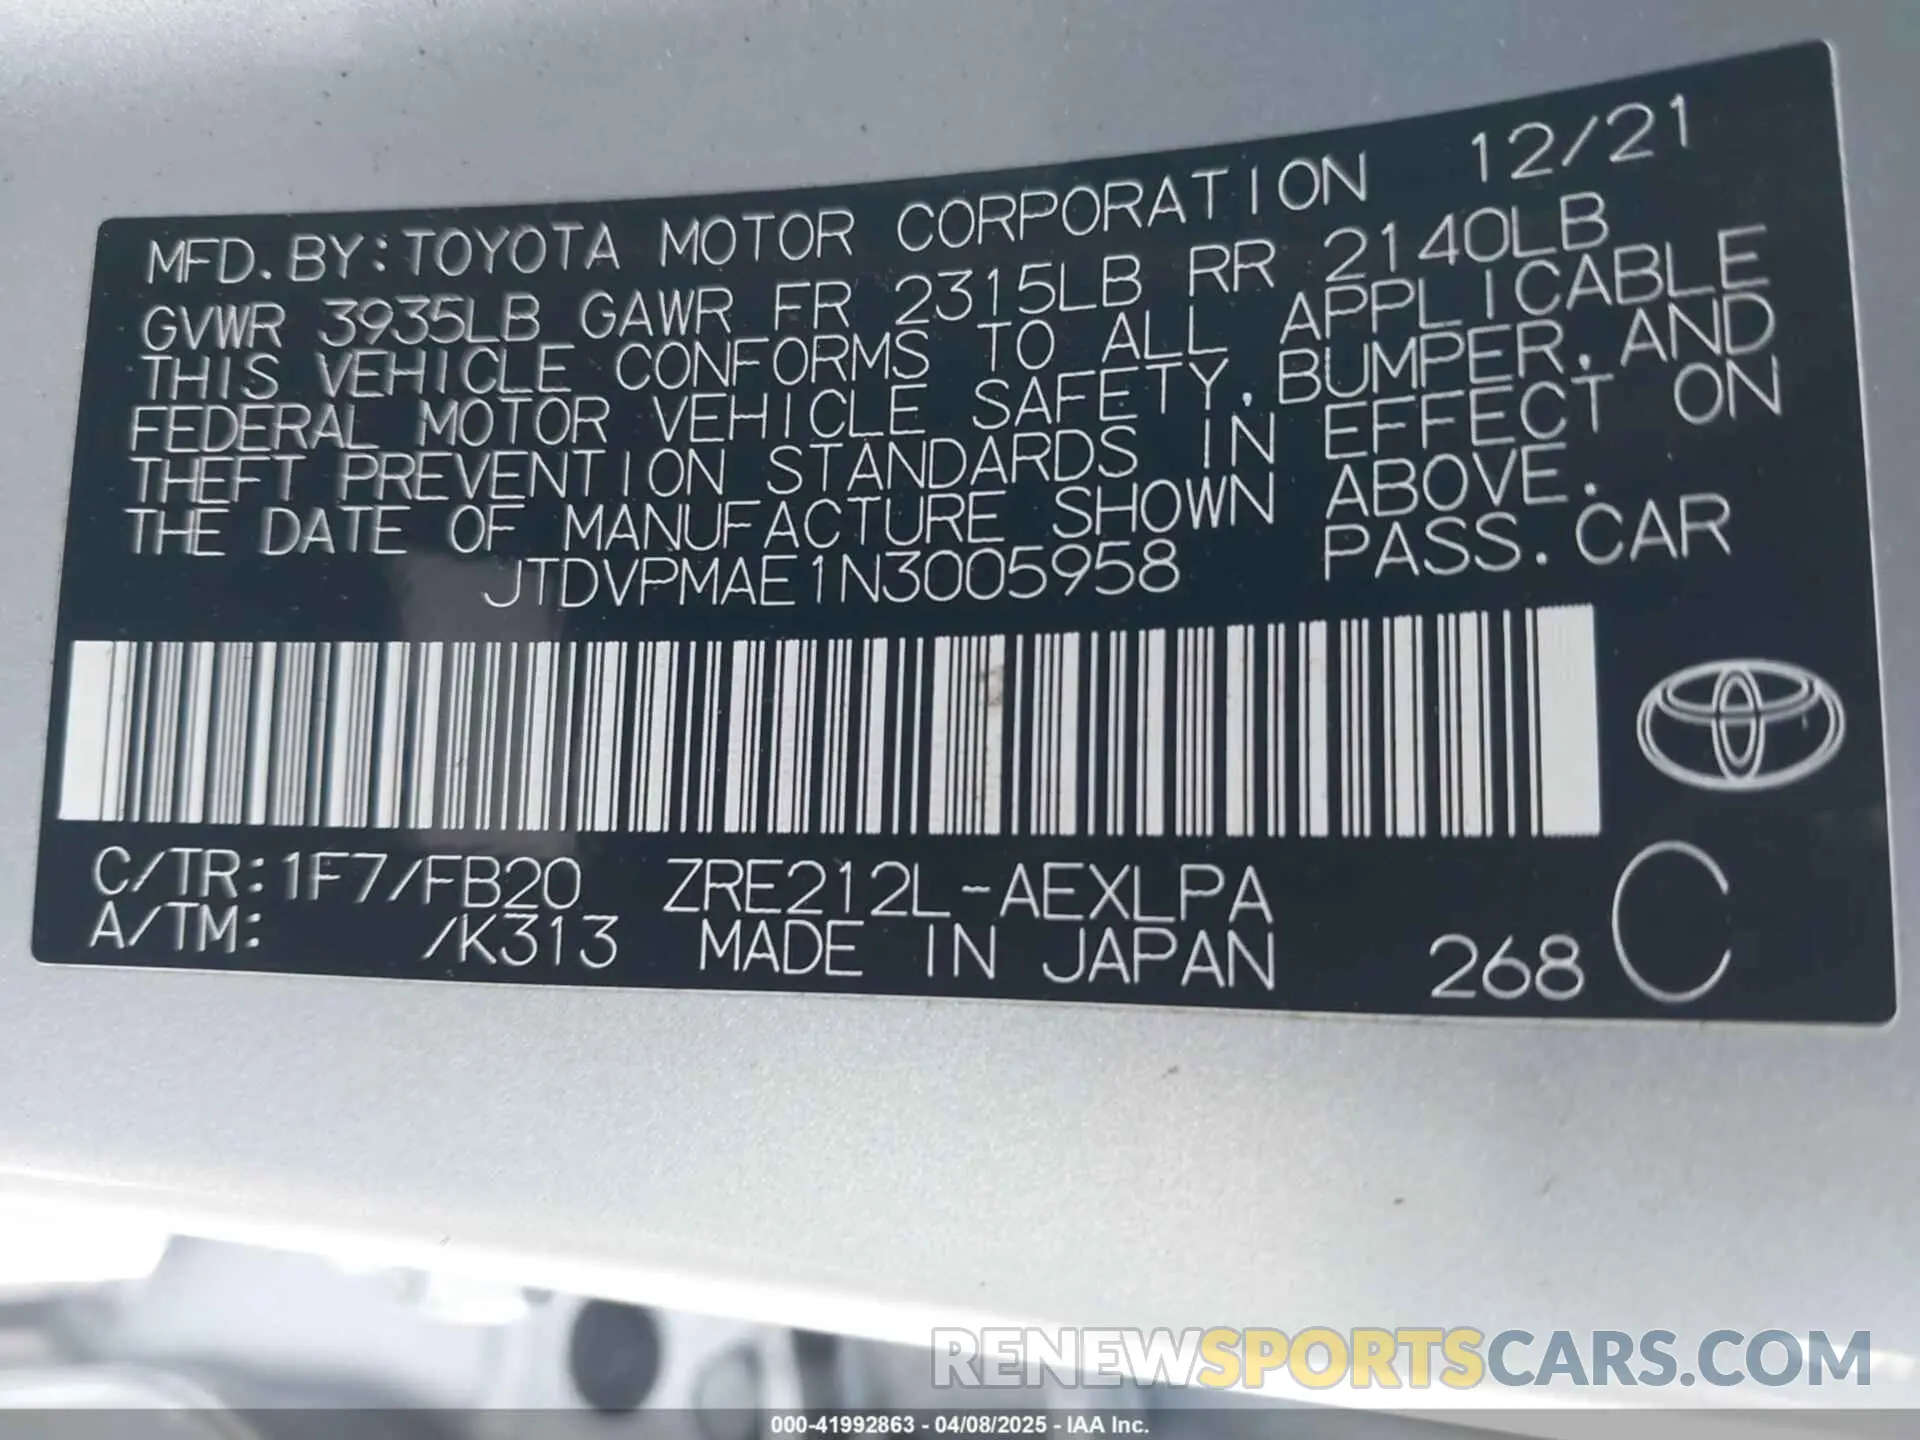 MFD. BY: TOYOTA MOTOR CORPORATION 12/21
GVWR 3935LB GAWR FR 2315LB RR 2140LB
THIS VEHICLE CONFORMS TO ALL APPLICABLE
FEDERAL MOTOR VEHICLE SAFETY, BUMPER, AND
THEFT PREVENTION STANDARDS IN EFFECT ON
THE DATE OF MANUFACTURE SHOWN ABOVE.
JTDVPMAE1N3005958 PASS. CAR
C/TR: 1F7/FB20 ZRE212L-AEXLPA
A/TM: /K313 MADE IN JAPAN 268 C
RENEWSPORTSCARS.COM
000-41992863 - 04/08/2025 - IAA Inc.